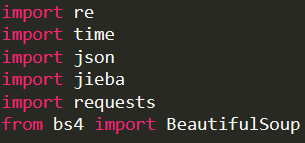 import re
import time
import json
import jieba
import requests
from bs4 import BeautifulSoup